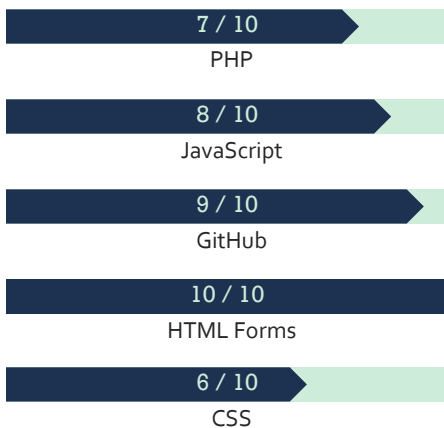 7 / 10
PHP
8 / 10
JavaScript
9 / 10
GitHub
10 / 10
HTML Forms
6 / 10
CSS